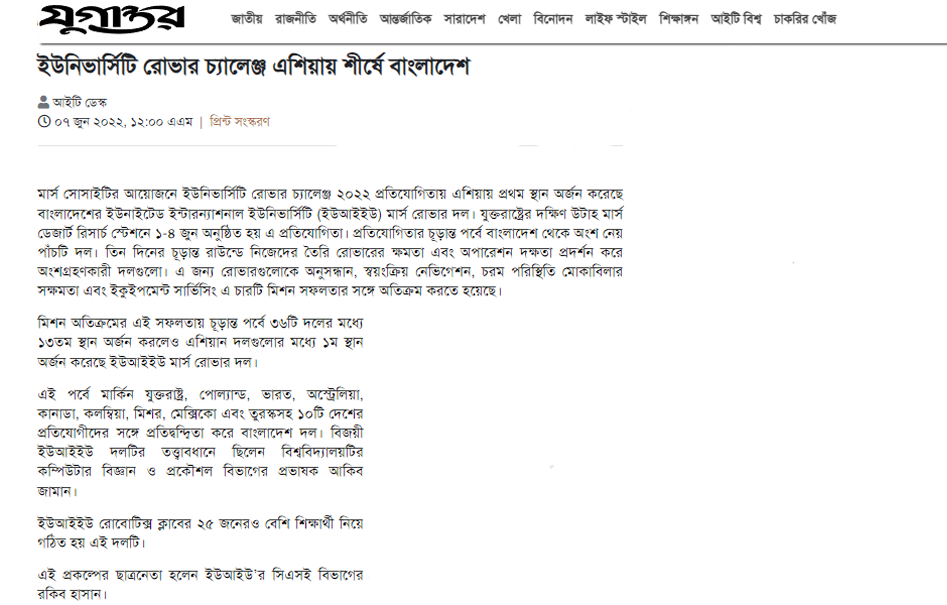 যুগান্তর
জাতীয় রাজনীতি অর্থনীতি আন্তর্জাতিক সারাদেশ খেলা বিনোদন লাইফ স্টাইল শিক্ষাঙ্গন আইটি বিশ্ব চাকরির খোঁজ
ইউনিভার্সিটি রোভার চ্যালেঞ্জ এশিয়ায় শীর্ষে বাংলাদেশ
আইটি ডেস্ক
০৭ জুন ২০২২, ১২:০০ এএম | প্রিন্ট সংস্করণ
মার্স সোসাইটির আয়োজনে ইউনিভার্সিটি রোভার চ্যালেঞ্জ ২০২২ প্রতিযোগিতায় এশিয়ায় প্রথম স্থান অর্জন করেছে
বাংলাদেশের ইউনাইটেড ইন্টারন্যাশনাল ইউনিভার্সিটি (ইউআইইউ) মার্স রোভার দল। যুক্তরাষ্ট্রের দক্ষিণ উটাহ মার্স
ডেজার্ট রিসার্চ স্টেশনে ১-৪ জুন অনুষ্ঠিত হয় এ প্রতিযোগিতা। প্রতিযোগিতার চূড়ান্ত পর্বে বাংলাদেশ থেকে অংশ নেয়
পাঁচটি দল। তিন দিনের চূড়ান্ত রাউন্ডে নিজেদের তৈরি রোভারের ক্ষমতা এবং অপারেশন দক্ষতা প্রদর্শন করে
অংশগ্রহণকারী দলগুলো। এ জন্য রোভারগুলোকে অনুসন্ধান, স্বয়ংক্রিয় নেভিগেশন, চরম পরিস্থিতি মোকাবিলার
সক্ষমতা এবং ইকুইপমেন্ট সার্ভিসিং এ চারটি মিশন সফলতার সঙ্গে অতিক্রম করতে হয়েছে।
মিশন অতিক্রমের এই সফলতায় চূড়ান্ত পর্বে ৩৬টি দলের মধ্যে
১৩তম স্থান অর্জন করলেও এশিয়ান দলগুলোর মধ্যে ১ম স্থান
অর্জন করেছে ইউআইইউ মার্স রোভার দল।
এই পর্বে মার্কিন যুক্তরাষ্ট্র, পোল্যান্ড, ভারত, অস্ট্রেলিয়া,
কানাডা, কলম্বিয়া, মিশর, মেক্সিকো এবং তুরস্কসহ ১০টি দেশের
প্রতিযোগীদের সঙ্গে প্রতিদ্বন্দ্বিতা করে বাংলাদেশ দল। বিজয়ী
ইউআইইউ দলটির তত্ত্বাবধানে ছিলেন বিশ্ববিদ্যালয়টির
কম্পিউটার বিজ্ঞান ও প্রকৌশল বিভাগের প্রভাষক আকিব
জামান।
ইউআইইউ রোবোটিক্স ক্লাবের ২৫ জনেরও বেশি শিক্ষার্থী নিয়ে
গঠিত হয় এই দলটি।
এই প্রকল্পের ছাত্রনেতা হলেন ইউআইউ'র সিএসই বিভাগের
রকিব হাসান।